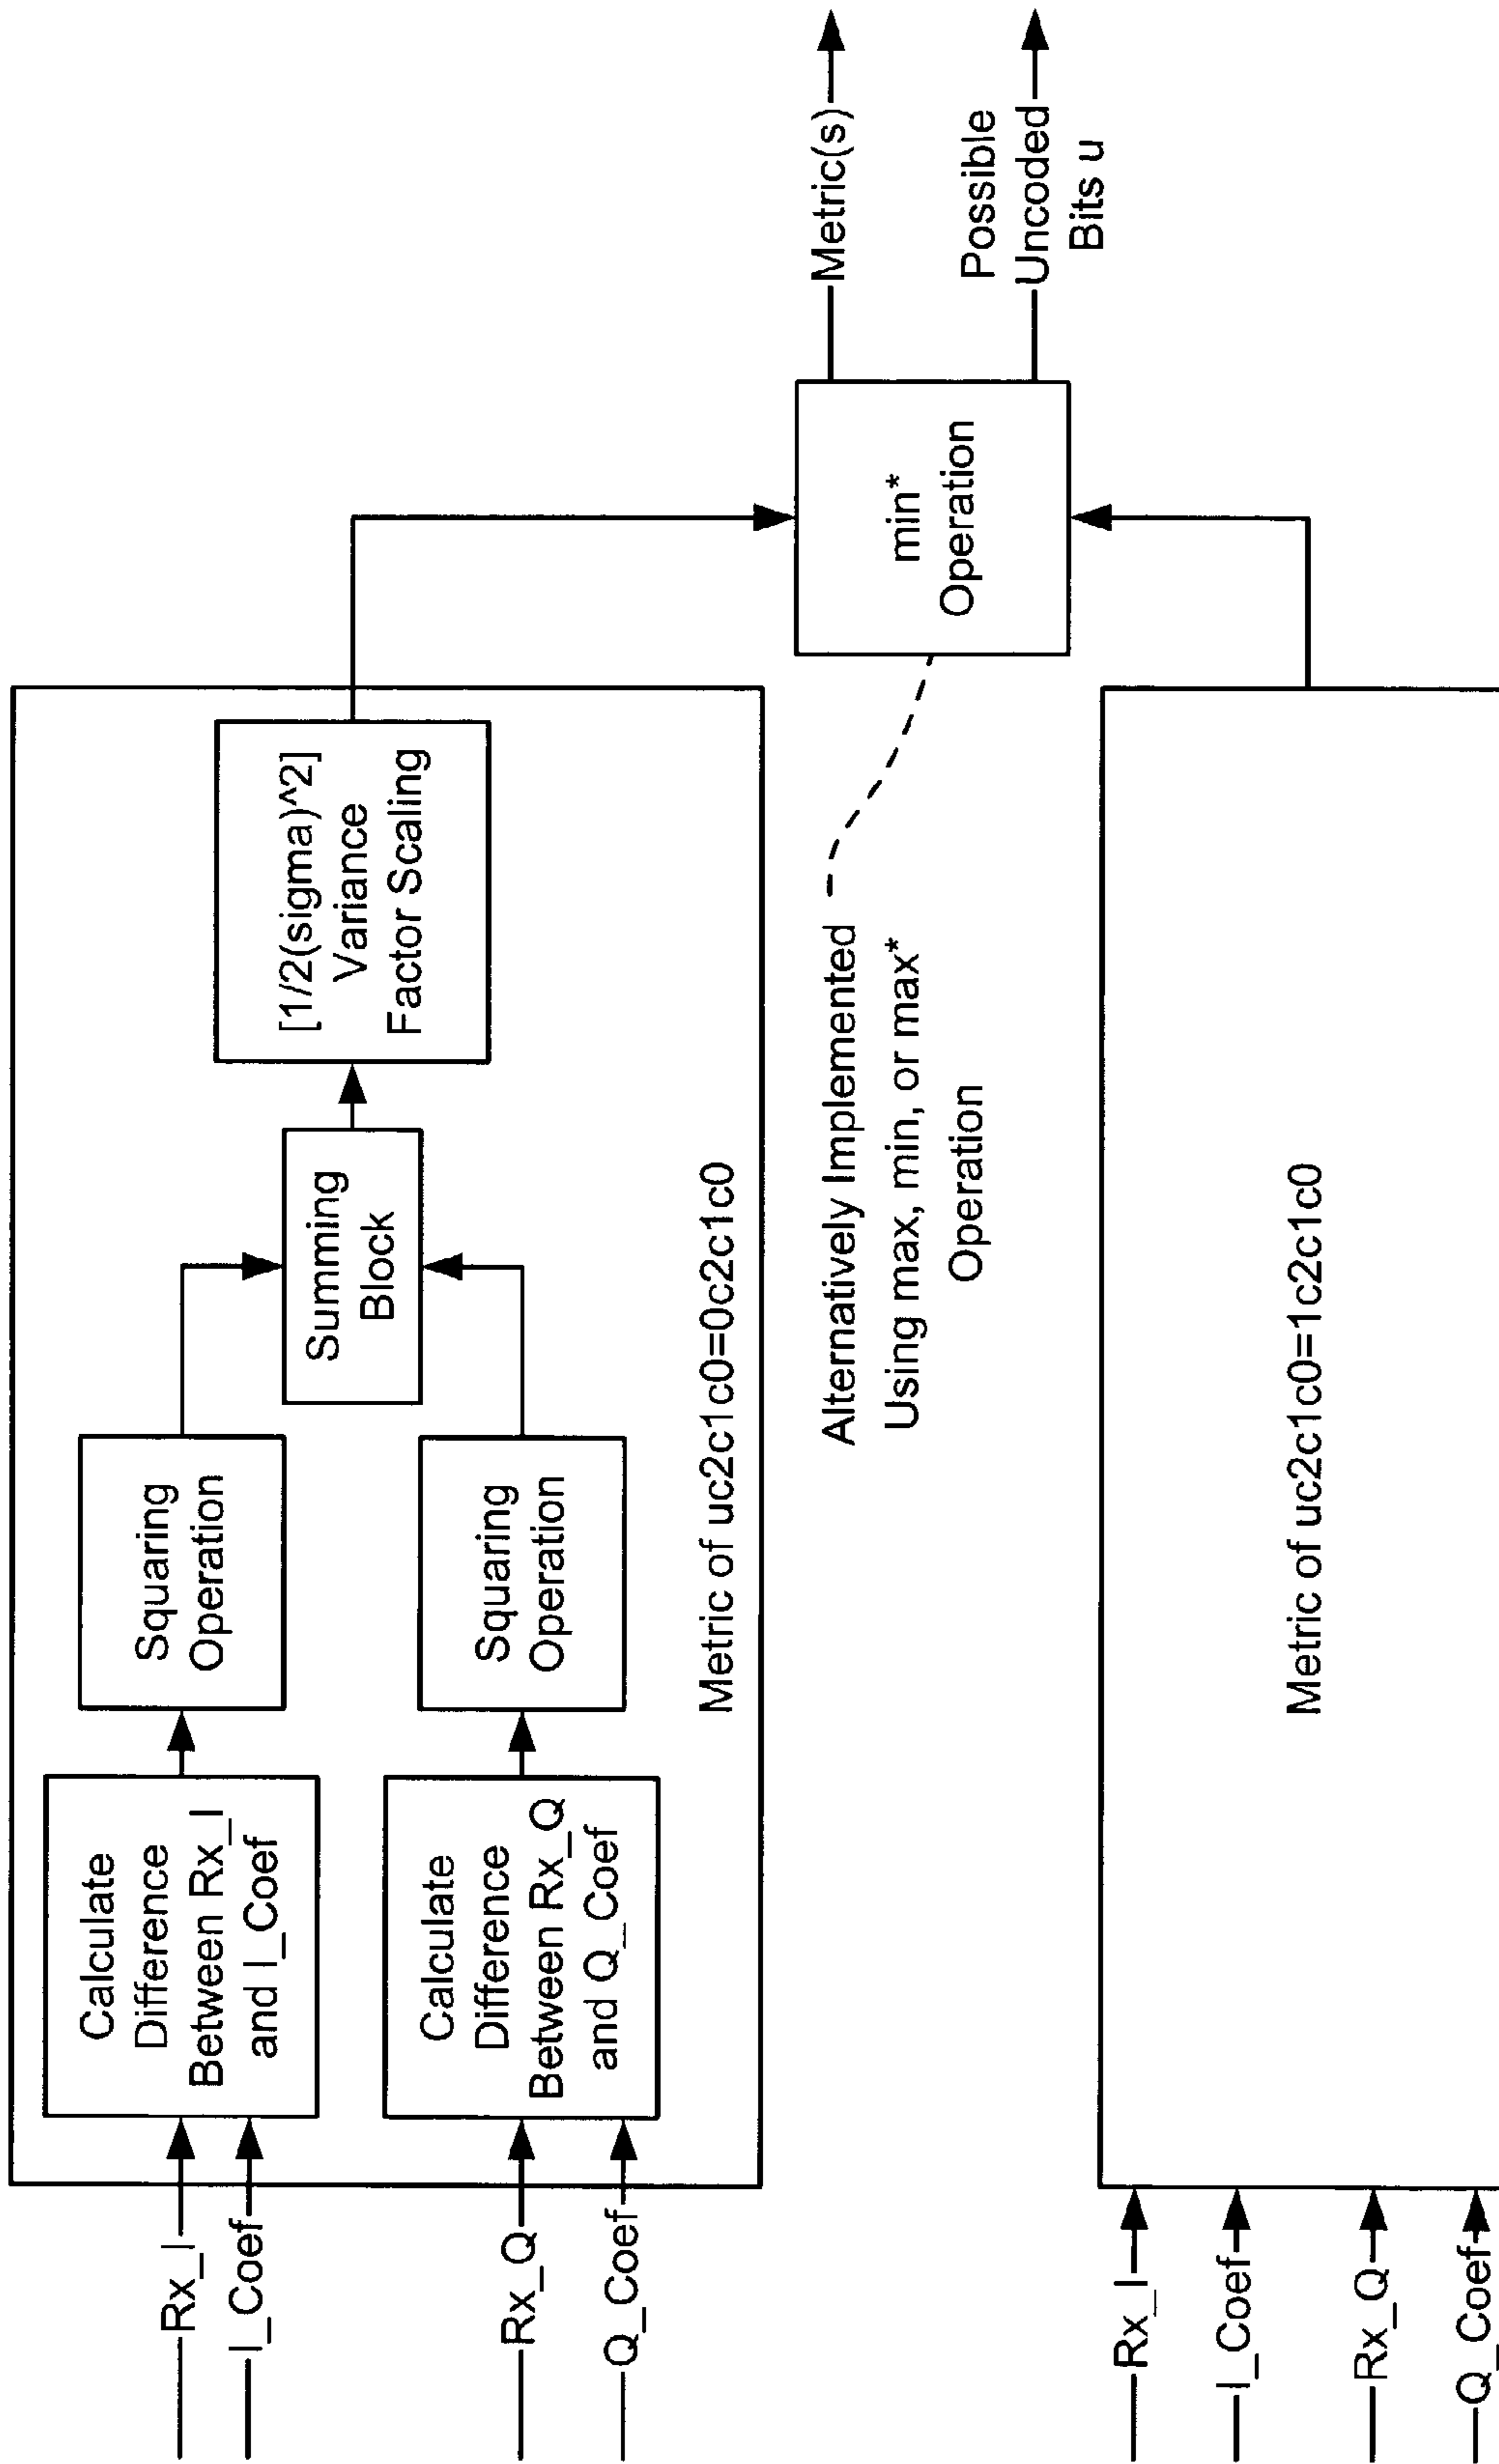 Rx_I
I_Coef
Rx_Q
Q_Coef
Calculate
Difference
Between Rx_I
and I_Coef
Squaring
Operation
Calculate
Difference
Between Rx_Q
and Q_Coef
Squaring
Operation
Summing
Block
[1/2(sigma)^2]
Variance
Factor Scaling
Metric of uc2c1c0=0c2c1c0
Alternatively Implemented
Using max, min, or max*
Operation
min*
Operation
Metric(s)
Possible
Uncoded
Bits u
Rx_I
I_Coef
Rx_Q
Q_Coef
Metric of uc2c1c0=1c2c1c0